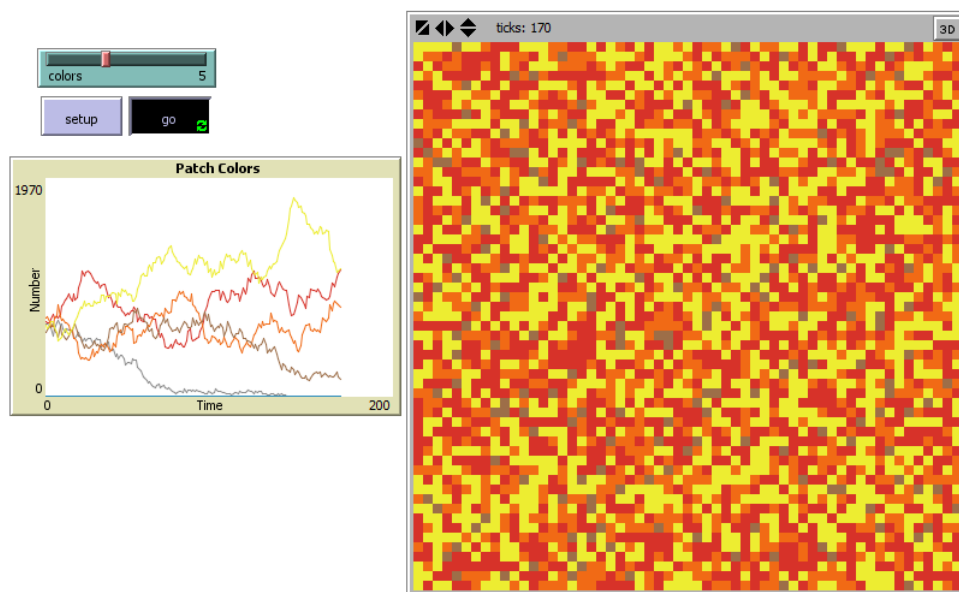 ticks: 170
3D
colors 5
setup
go
Patch Colors
1970
Number
0
0 Time 200